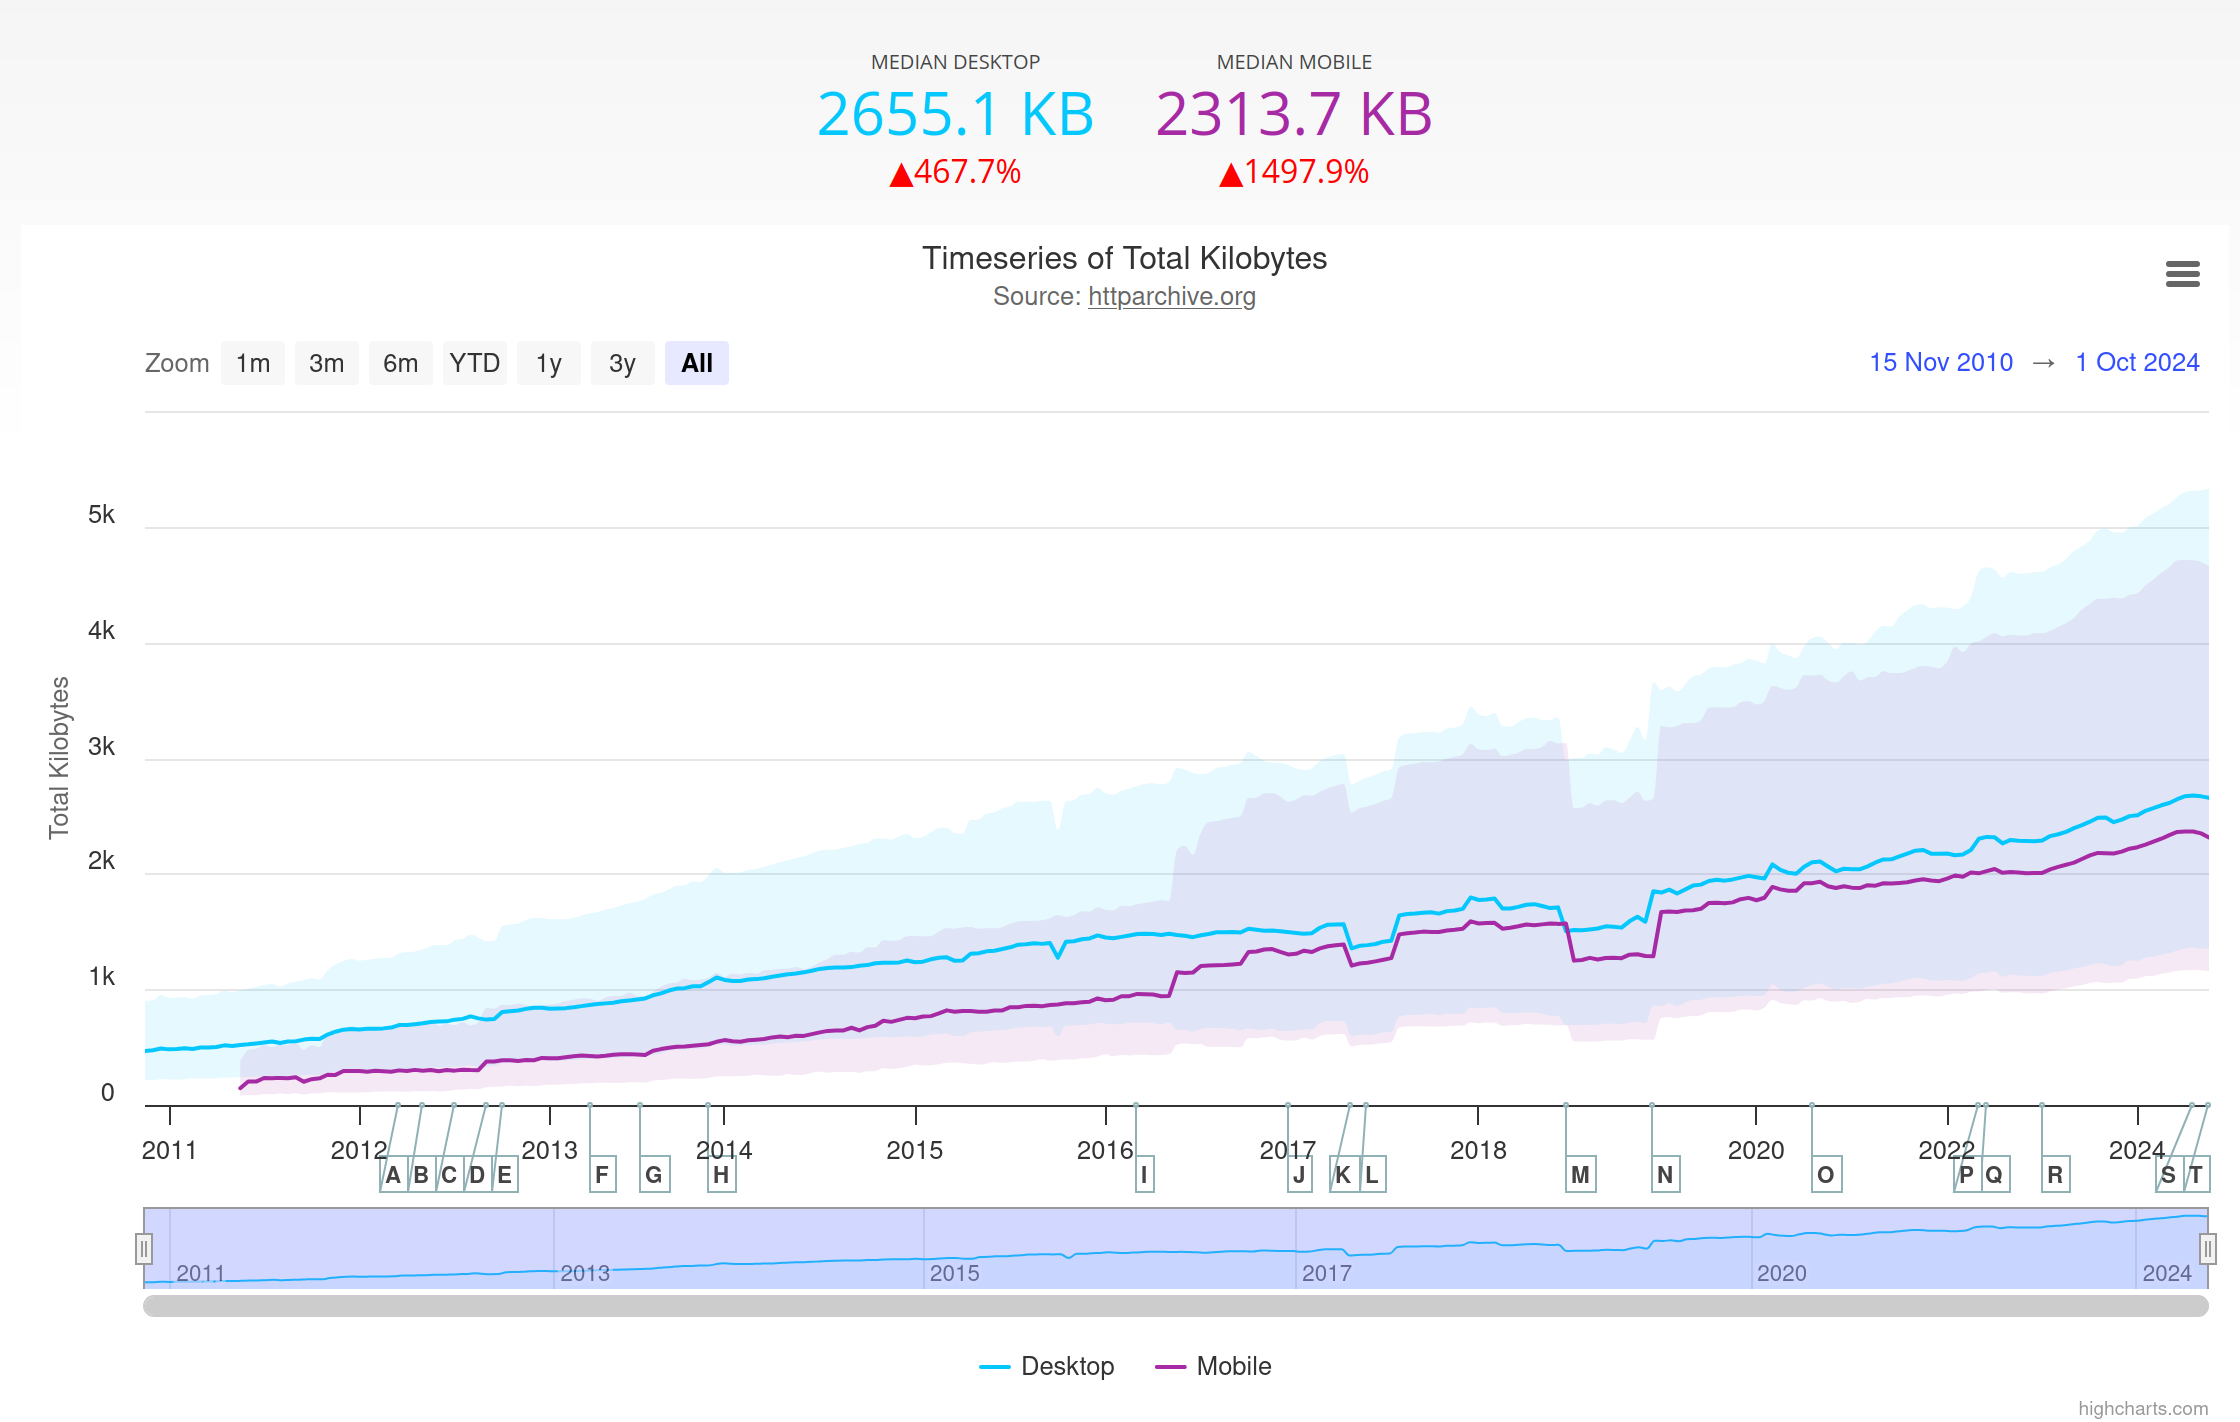 MEDIAN DESKTOP
2655.1 KB
▲467.7%
MEDIAN MOBILE
2313.7 KB
▲1497.9%
Timeseries of Total Kilobytes
Source: httparchive.org
Zoom 1m 3m 6m YTD 1y 3y All
15 Nov 2010 → 1 Oct 2024
Total Kilobytes
5k
4k
3k
2k
1k
0
2011 2012 2013 2014 2015 2016 2017 2018 2020 2022 2024
A B C D E F G H I J K L M N O P Q R S T
2011 2013 2015 2017 2020 2024
Desktop Mobile
highcharts.com